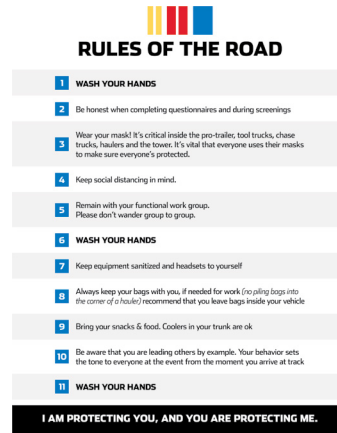 RULES OF THE ROAD
1 WASH YOUR HANDS
2 Be honest when completing questionnaires and during screenings
3 Wear your mask! It's critical inside the pro-trailer, tool trucks, chase
trucks, haulers and the tower. It's vital that everyone uses their masks
to make sure everyone's protected.
4 Keep social distancing in mind.
5 Remain with your functional work group.
Please don't wander group to group.
6 WASH YOUR HANDS
7 Keep equipment sanitized and headsets to yourself
8 Always keep your bags with you, if needed for work (no piling bags into
the corner of a hauler) recommend that you leave bags inside your vehicle
9 Bring your snacks & food. Coolers in your trunk are ok
10 Be aware that you are leading others by example. Your behavior sets
the tone to everyone at the event from the moment you arrive at track
11 WASH YOUR HANDS
I AM PROTECTING YOU, AND YOU ARE PROTECTING ME.